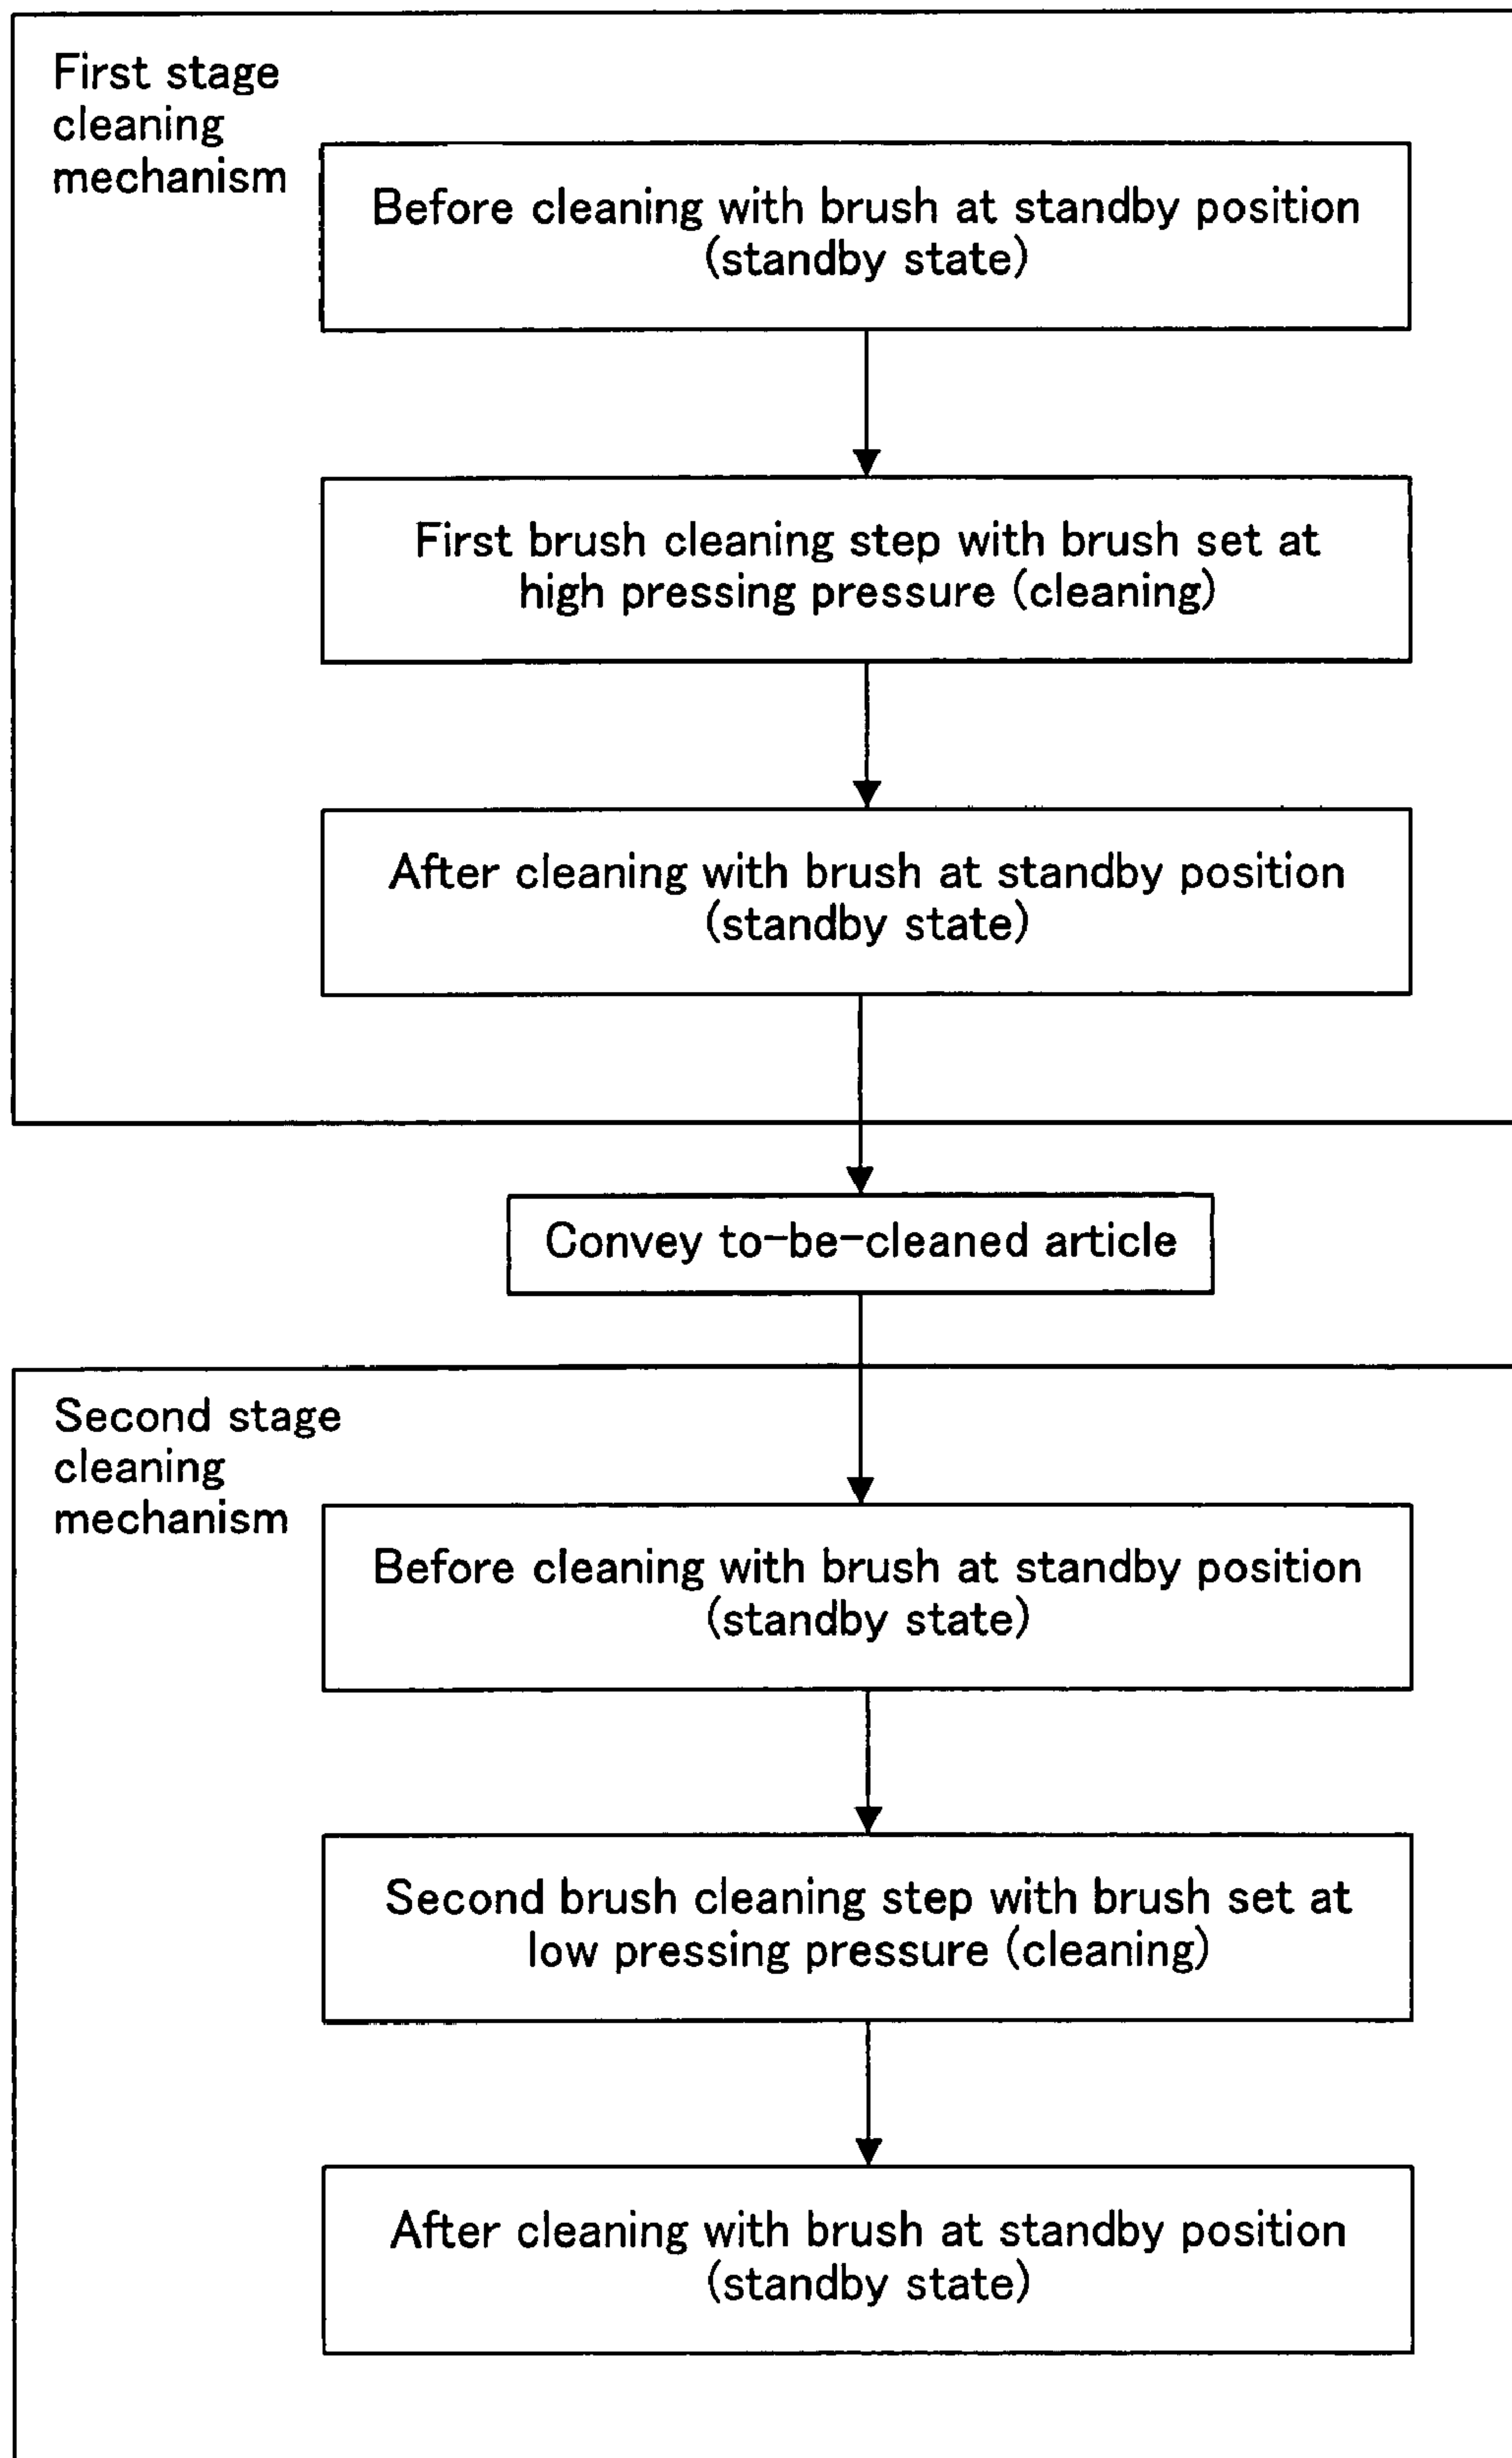 First stage
cleaning
mechanism
Before cleaning with brush at standby position
(standby state)
First brush cleaning step with brush set at
high pressing pressure (cleaning)
After cleaning with brush at standby position
(standby state)
Convey to-be-cleaned article
Second stage
cleaning
mechanism
Before cleaning with brush at standby position
(standby state)
Second brush cleaning step with brush set at
low pressing pressure (cleaning)
After cleaning with brush at standby position
(standby state)